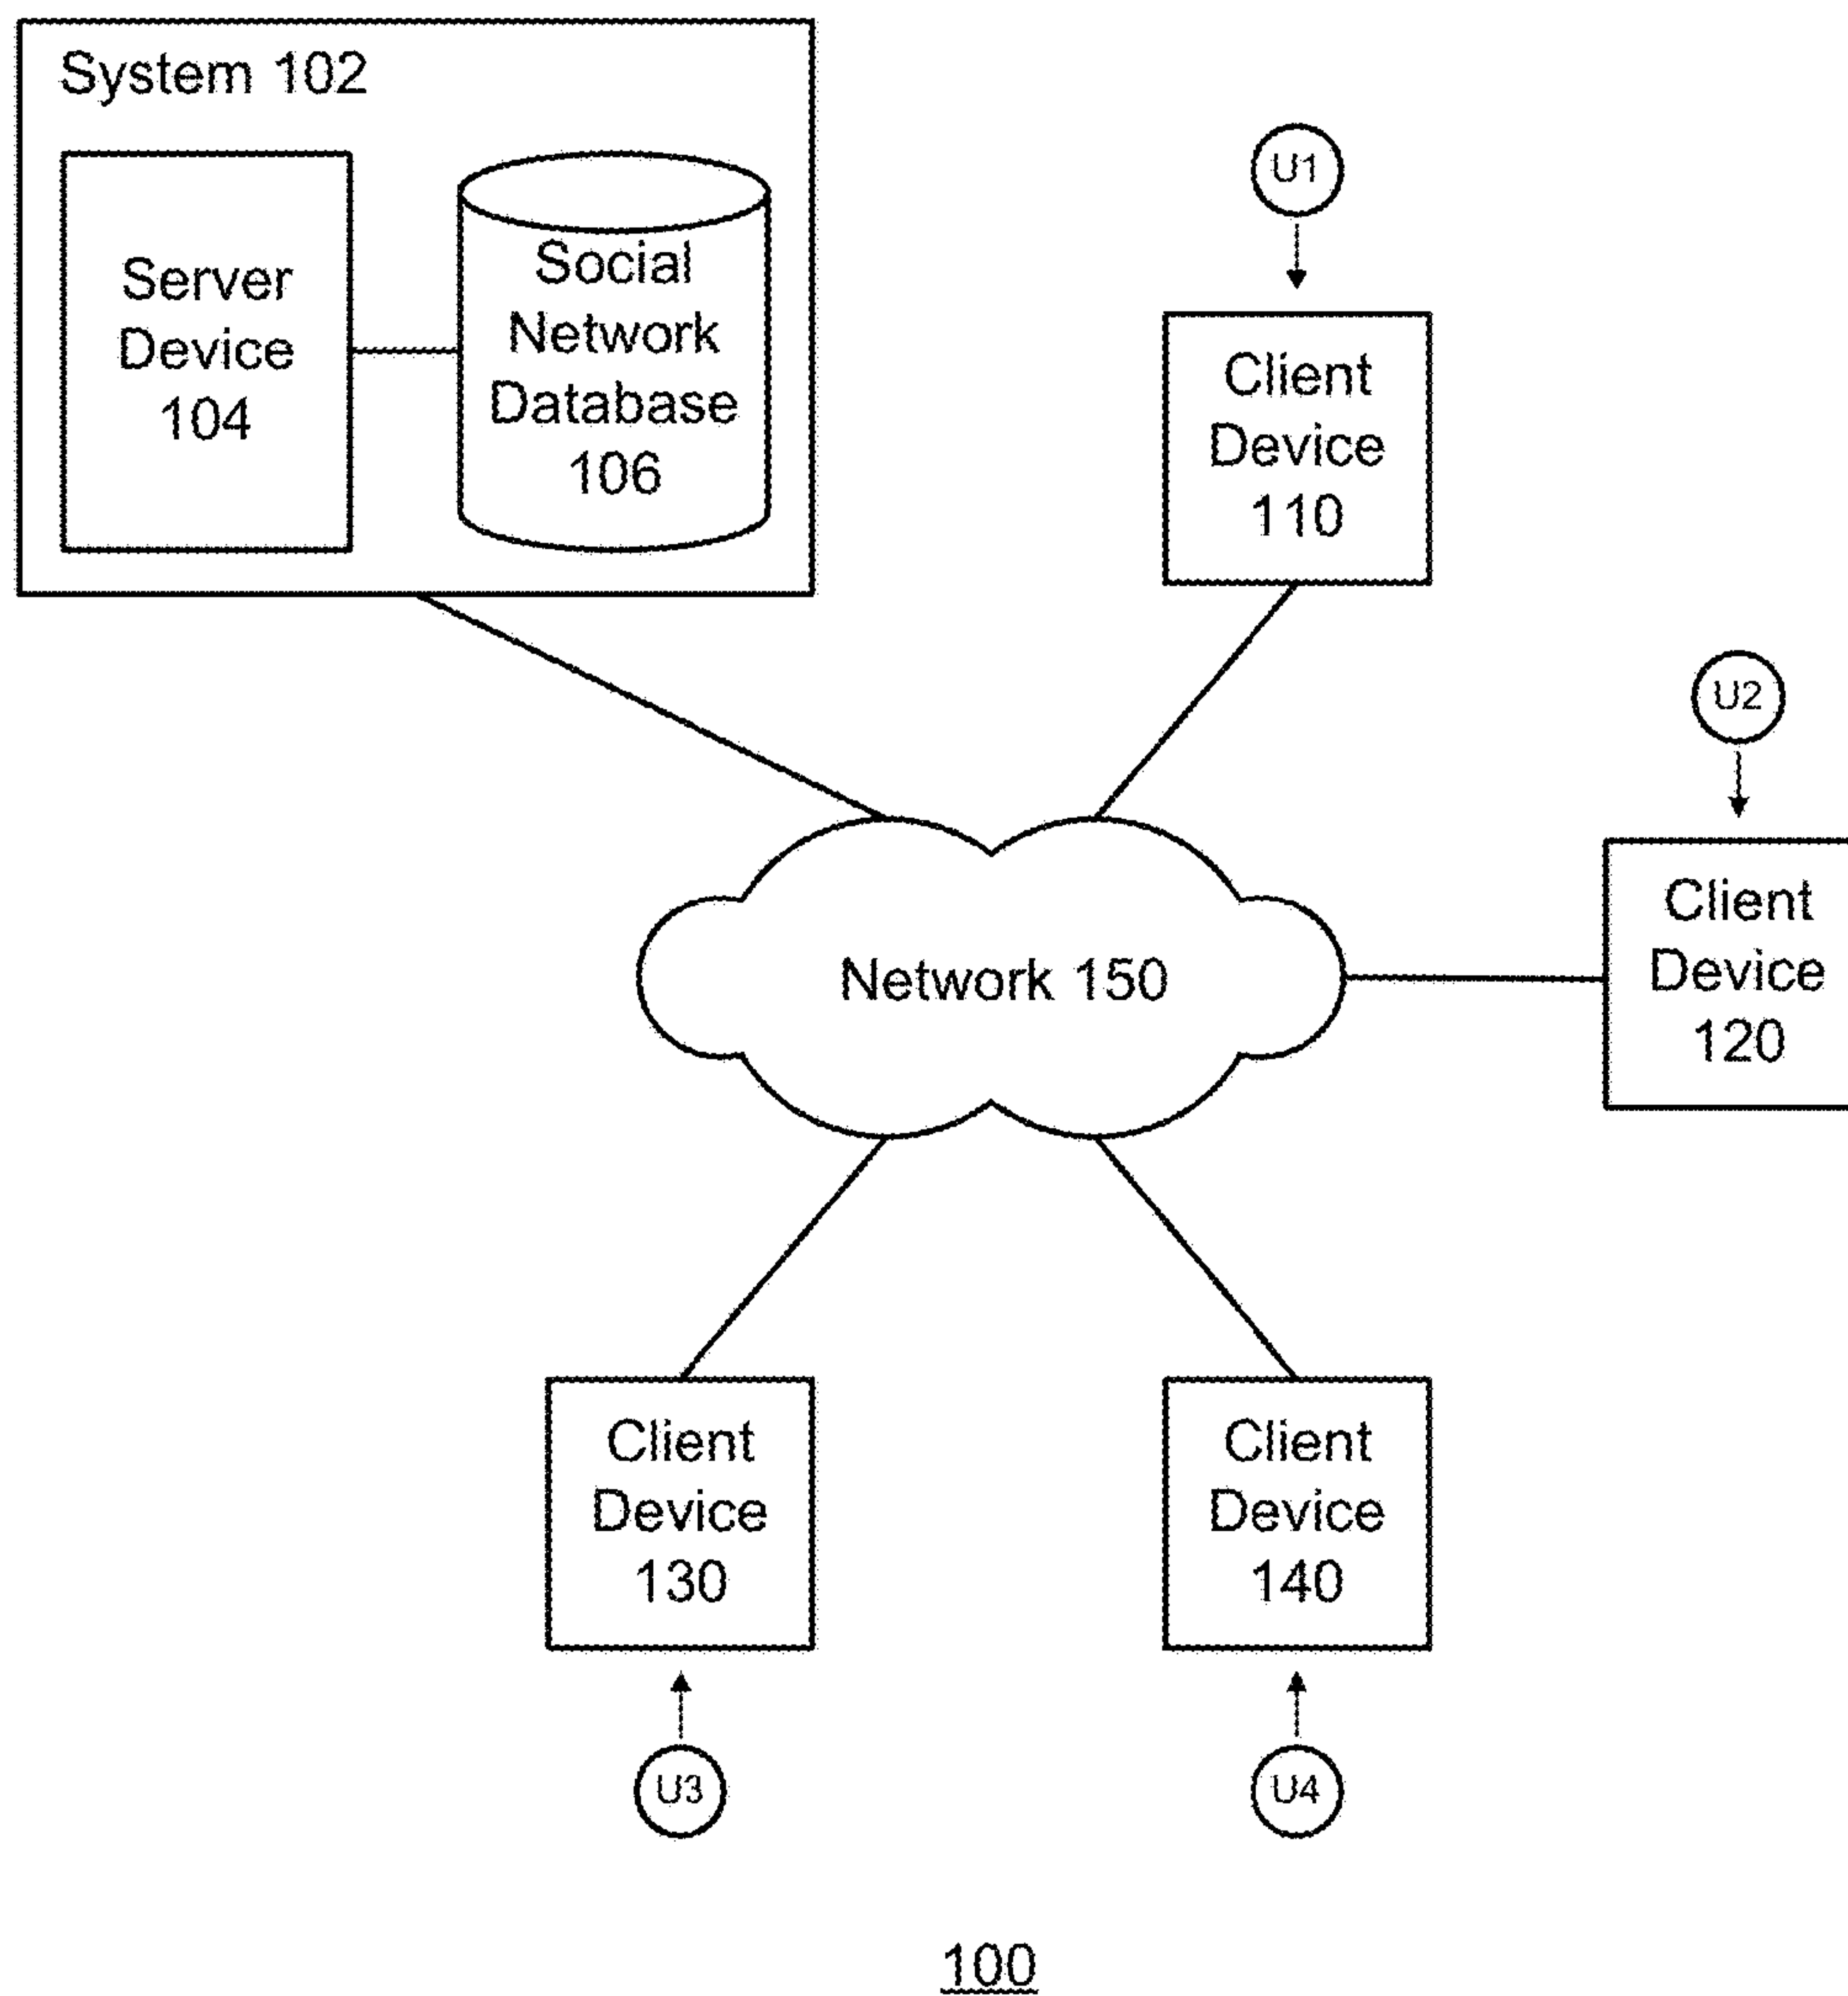 System 102
Server
Device
104
Social
Network
Database
106
U1
Client
Device
110
U2
Client
Device
120
Network 150
Client
Device
130
Client
Device
140
U3
U4
100